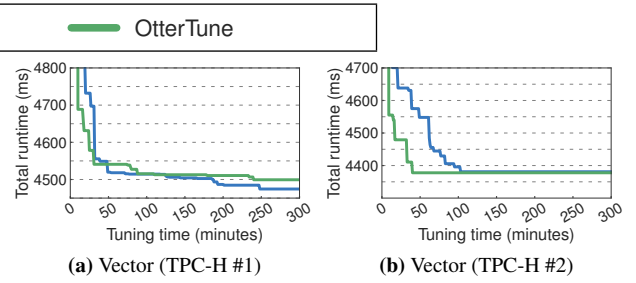 OtterTune
Total runtime (ms)
4800
4700
4600
4500
0 50 100 150 200 250 300
Tuning time (minutes)
(a) Vector (TPC-H #1)
Total runtime (ms)
4700
4600
4500
4400
0 50 100 150 200 250 300
Tuning time (minutes)
(b) Vector (TPC-H #2)